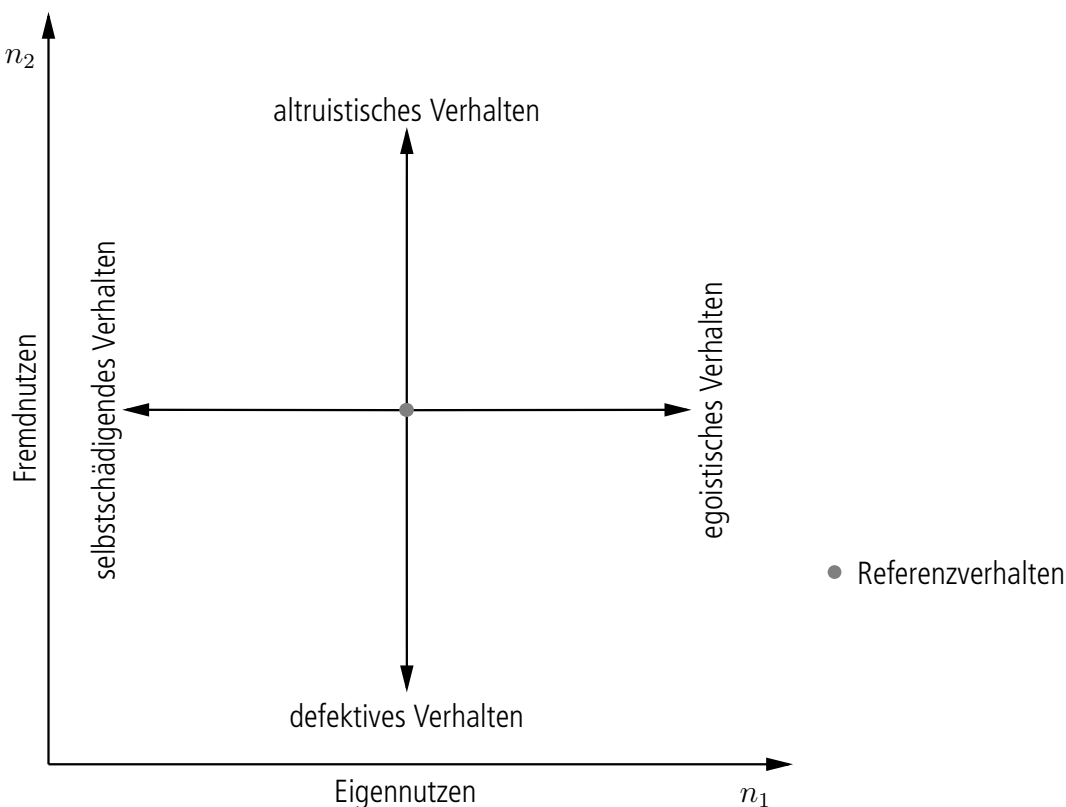 n2
altruistisches Verhalten
Fremdnutzen
selbstschädigendes Verhalten
egoistisches Verhalten
Referenzverhalten
defektives Verhalten
Eigennutzen
n1